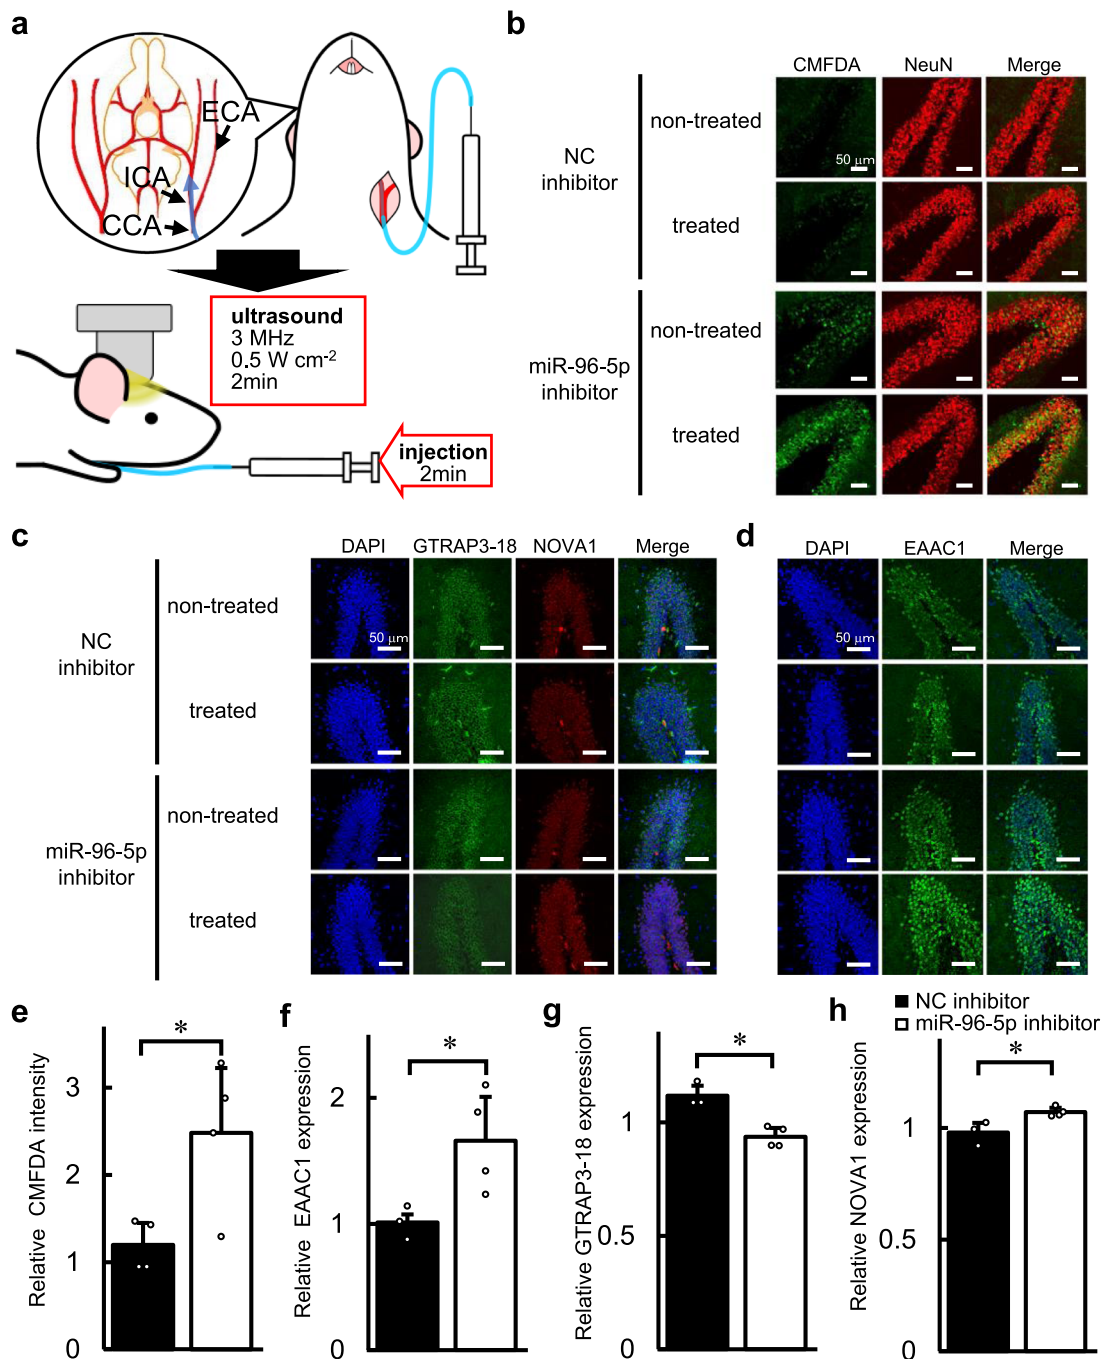 a
ECA
ICA
CCA
ultrasound
3 MHz
0.5 W cm-2
2min
injection
2min
b
CMFDA NeuN Merge
non-treated
NC
inhibitor
50 μm
treated
non-treated
miR-96-5p
inhibitor
treated
c
DAPI GTRAP3-18 NOVA1 Merge
non-treated
50 μm
NC
inhibitor
treated
non-treated
miR-96-5p
inhibitor
treated
d
DAPI EAAC1 Merge
50 μm
e
Relative CMFDA intensity
3
2
1
0
*
f
Relative EAAC1 expression
2
1
0
*
g
Relative GTRAP3-18 expression
1
0.5
0
*
h
NC inhibitor
miR-96-5p inhibitor
Relative NOVA1 expression
1
0.5
0
*